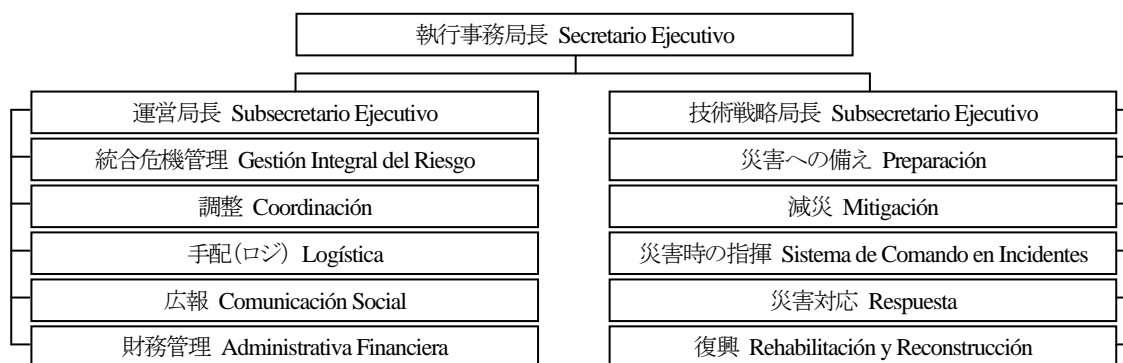 執行事務局長 Secretario Ejecutivo
運営局長 Subsecretario Ejecutivo
統合危機管理 Gestión Integral del Riesgo
調整 Coordinación
手配(ロジ) Logística
広報 Comunicación Social
財務管理 Administrativa Financiera
技術戦略局長 Subsecretario Ejecutivo
災害への備え Preparación
減災 Mitigación
災害時の指揮 Sistema de Comando en Incidentes
災害対応 Respuesta
復興 Rehabilitación y Reconstrucción